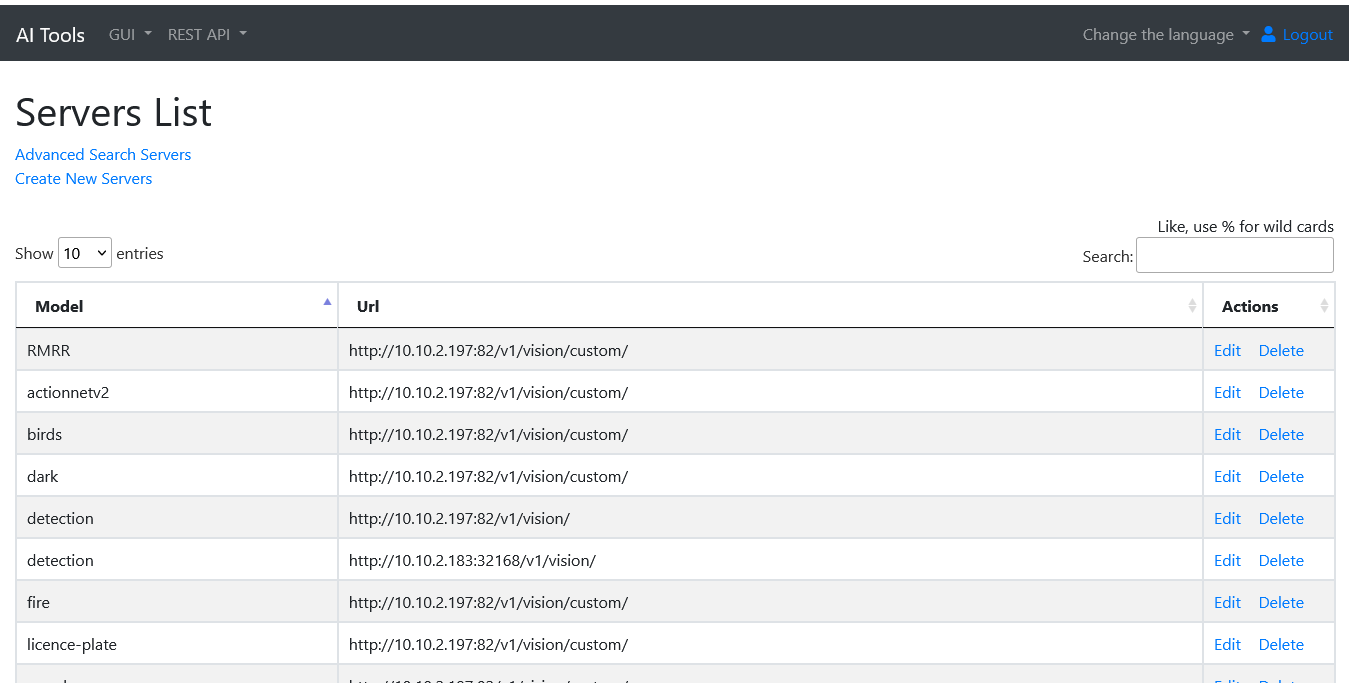 AI Tools GUI REST API Change the language Logout
Servers List
Advanced Search Servers
Create New Servers
Like, use % for wild cards
Show 10 entries Search:
Model Url Actions
RMRR http://10.10.2.197:82/v1/vision/custom/ Edit Delete
actionnetv2 http://10.10.2.197:82/v1/vision/custom/ Edit Delete
birds http://10.10.2.197:82/v1/vision/custom/ Edit Delete
dark http://10.10.2.197:82/v1/vision/custom/ Edit Delete
detection http://10.10.2.197:82/v1/vision/ Edit Delete
detection http://10.10.2.183:32168/v1/vision/ Edit Delete
fire http://10.10.2.197:82/v1/vision/custom/ Edit Delete
licence-plate http://10.10.2.197:82/v1/vision/custom/ Edit Delete